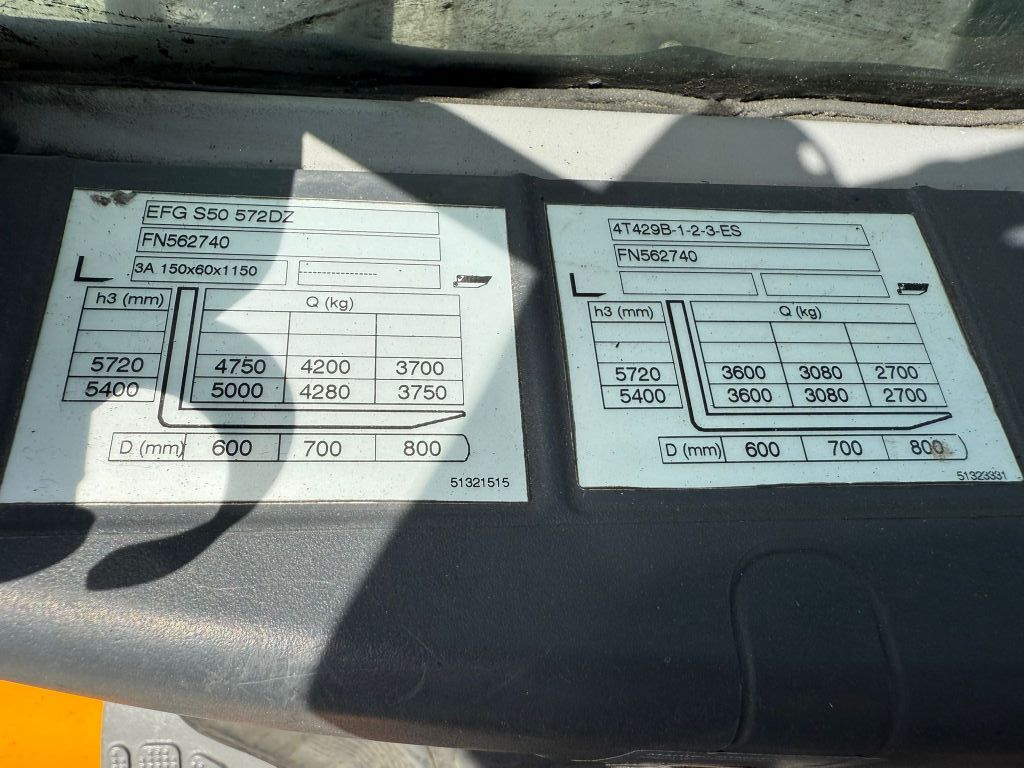 EFG S50 572DZ
FN562740
3A 150x60x1150
h3 (mm) Q (kg)
5720 4750 4200 3700
5400 5000 4280 3750
D (mm) 600 700 800
51321515
4T429B-1-2-3-ES
FN562740
h3 (mm) Q (kg)
5720 3600 3080 2700
5400 3600 3080 2700
D (mm) 600 700 800
51323331